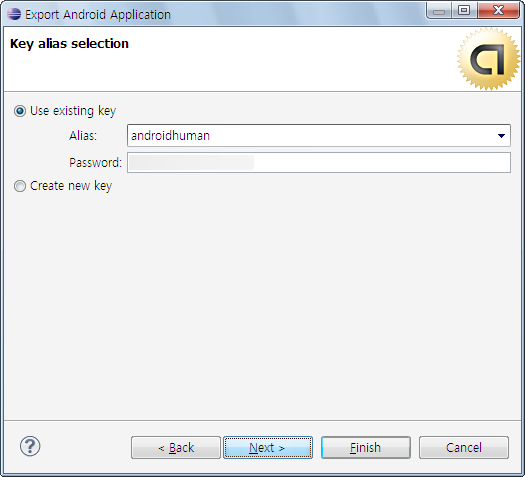 Export Android Application
Key alias selection
Use existing key
Alias: androidhuman
Password:
Create new key
< Back Next > Finish Cancel